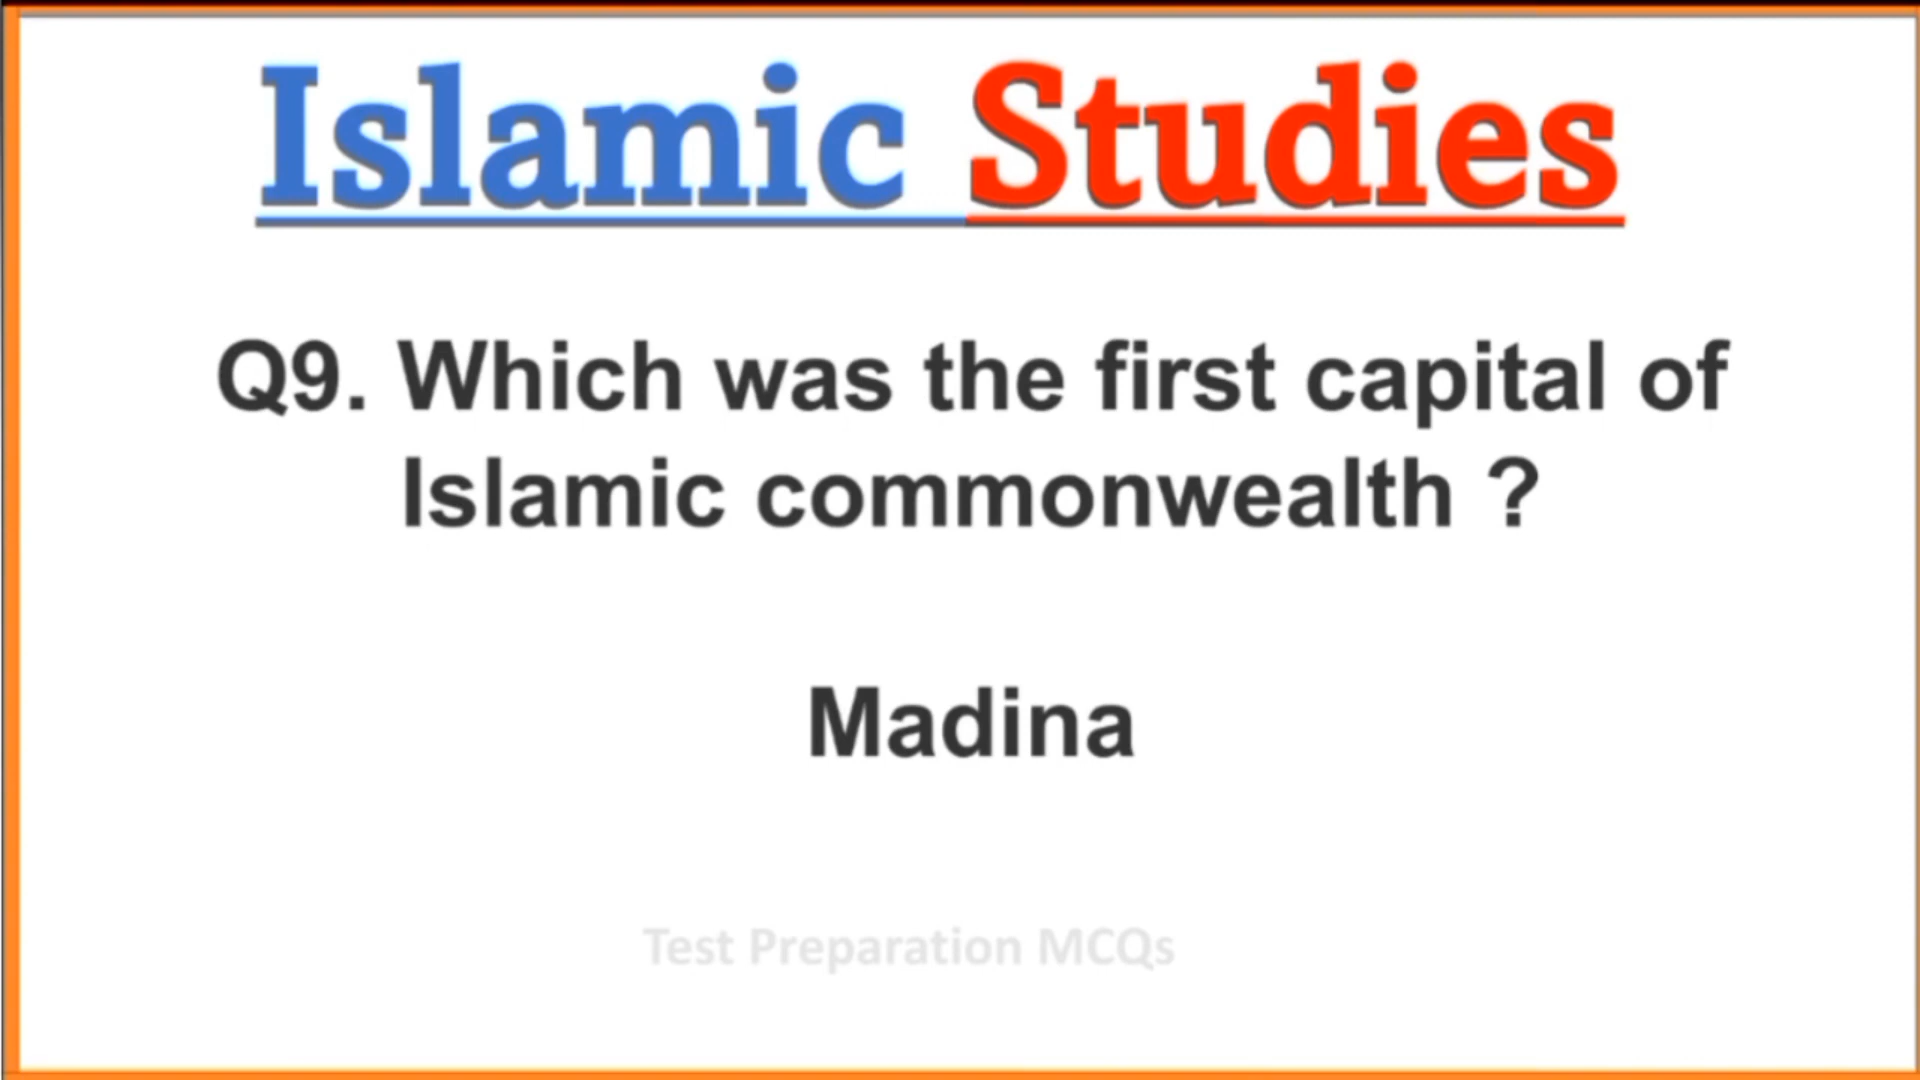 Islamic Studies
Q9. Which was the first capital of
Islamic commonwealth ?
Madina
Test Preparation MCQs